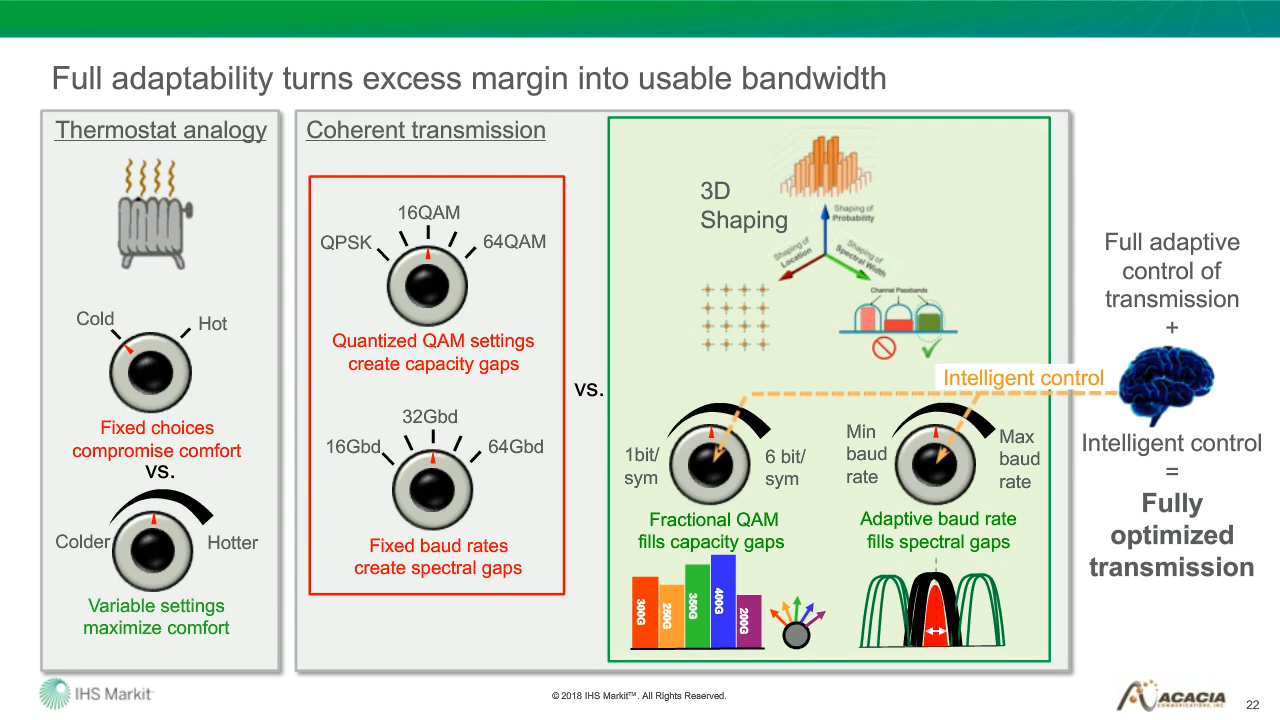 Full adaptability turns excess margin into usable bandwidth
Thermostat analogy
Cold
Hot
Fixed choices
compromise comfort
vs.
Colder
Hotter
Variable settings
maximize comfort
Coherent transmission
QPSK
16QAM
64QAM
Quantized QAM settings
create capacity gaps
16Gbd
32Gbd
64Gbd
Fixed baud rates
create spectral gaps
vs.
3D
Shaping
Shaping of
Probability
Shaping of
Location
Shaping of
Spectral Width
Channel Passbands
Intelligent control
1bit/
sym
6 bit/
sym
Fractional QAM
fills capacity gaps
300G
250G
350G
400G
200G
Min
baud
rate
Max
baud
rate
Adaptive baud rate
fills spectral gaps
Full adaptive
control of
transmission
+
Intelligent control
=
Fully
optimized
transmission
IHS Markit™
© 2018 IHS Markit™. All Rights Reserved.
ACACIA
COMMUNICATIONS, INC.
22